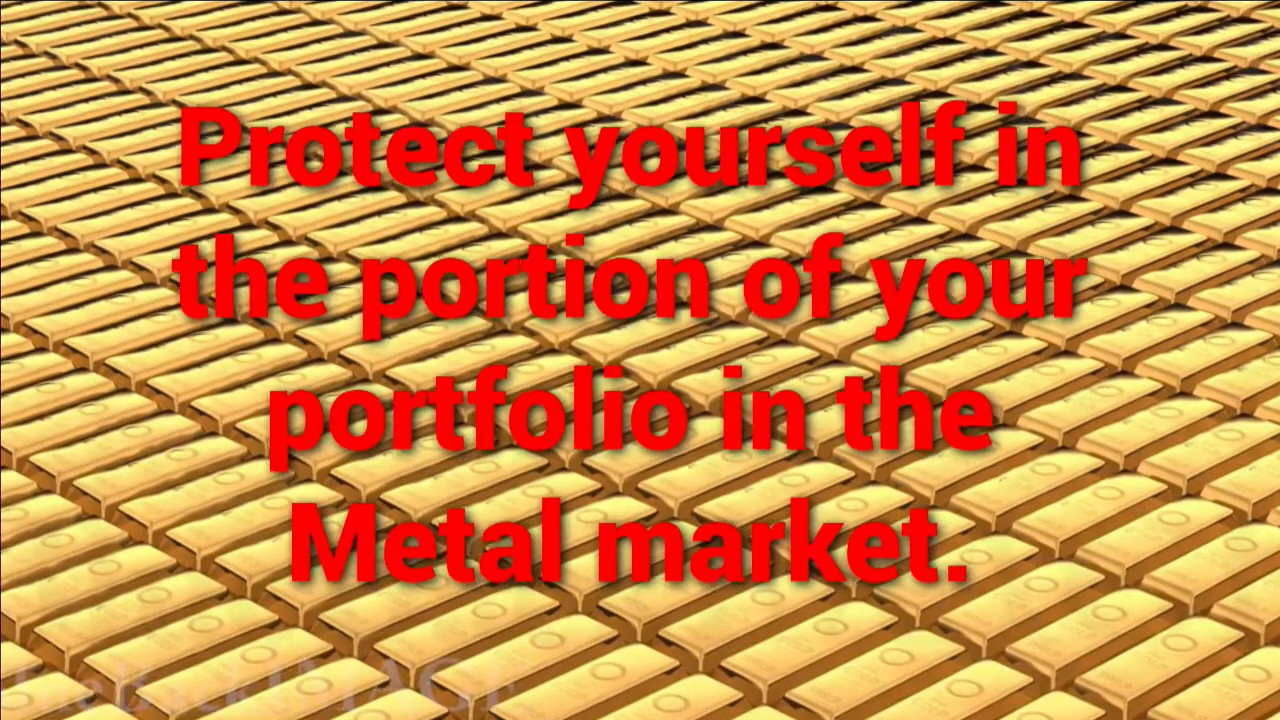 Protect yourself in
the portion of your
portfolio in the
Metal market.